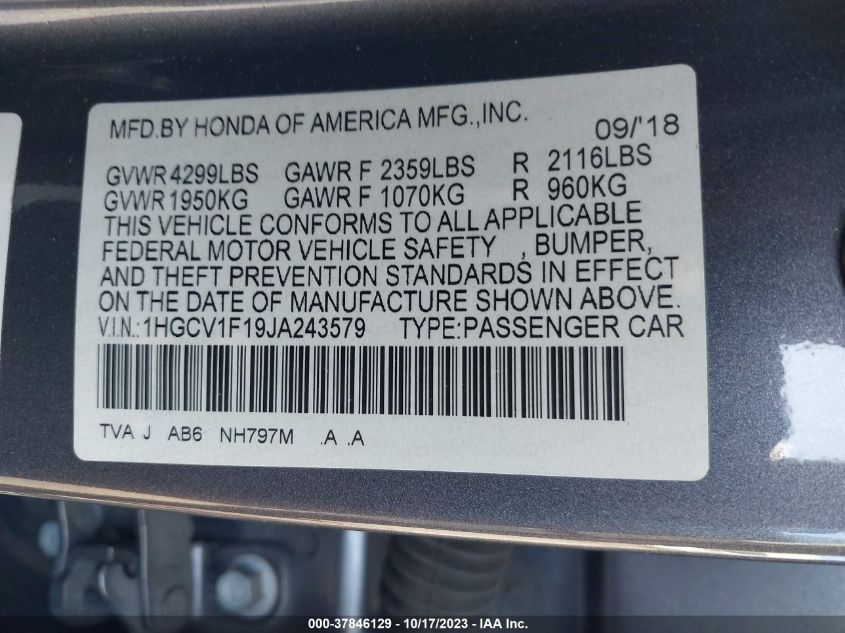 MFD.BY HONDA OF AMERICA MFG.,INC. 09/'18
GVWR 4299LBS GAWR F 2359LBS R 2116LBS
GVWR 1950KG GAWR F 1070KG R 960KG
THIS VEHICLE CONFORMS TO ALL APPLICABLE
FEDERAL MOTOR VEHICLE SAFETY , BUMPER,
AND THEFT PREVENTION STANDARDS IN EFFECT
ON THE DATE OF MANUFACTURE SHOWN ABOVE.
V.I.N.:1HGCV1F19JA243579 TYPE:PASSENGER CAR
TVA J AB6 NH797M .A .A
000-37846129 - 10/17/2023 - IAA Inc.